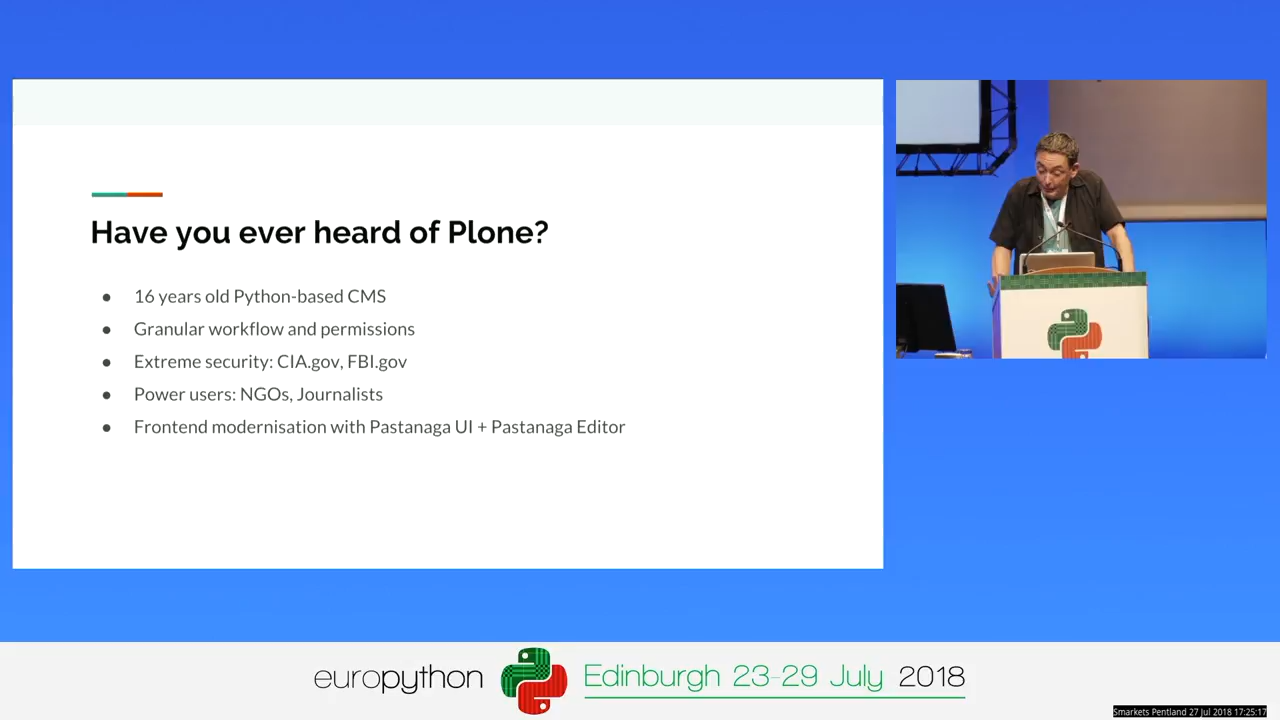 Have you ever heard of Plone?
● 16 years old Python-based CMS
● Granular workflow and permissions
● Extreme security: CIA.gov, FBI.gov
● Power users: NGOs, Journalists
● Frontend modernisation with Pastanaga UI + Pastanaga Editor
europython Edinburgh 23-29 July 2018
Smarkets Pentland 27 Jul 2018 17:25:17